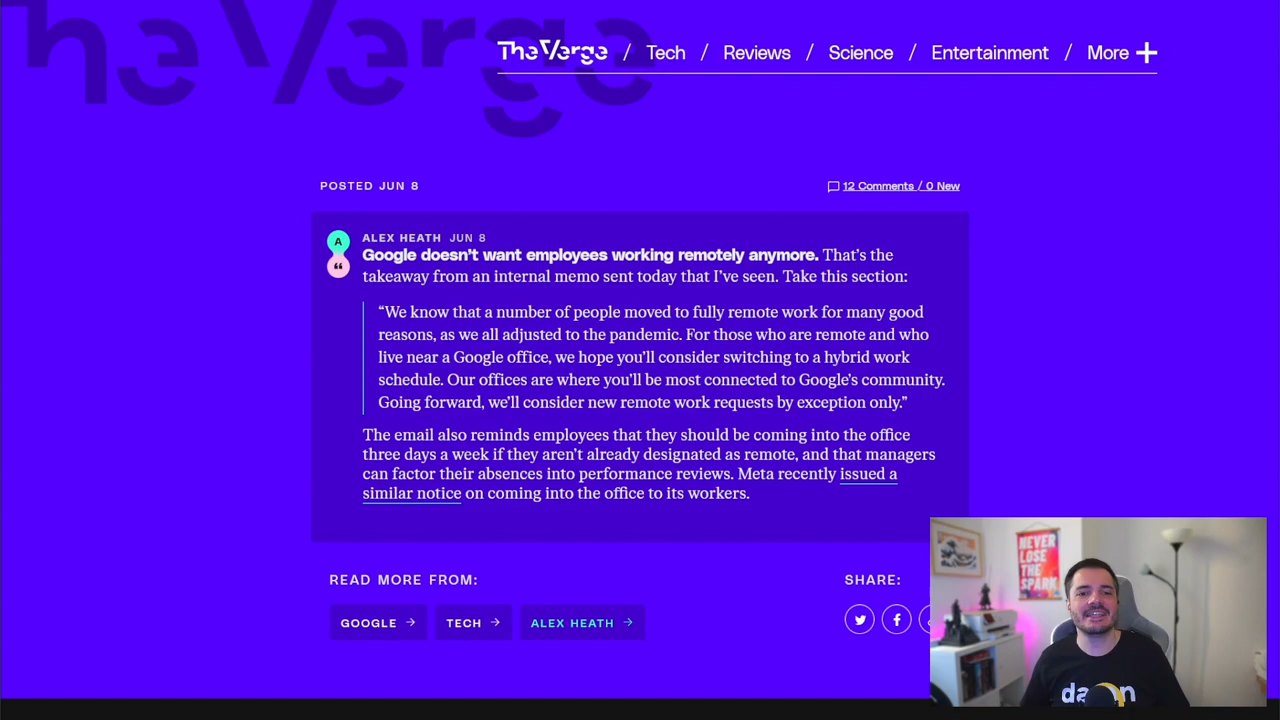 The Verge
The Verge / Tech / Reviews / Science / Entertainment / More
POSTED JUN 8
12 Comments / 0 New
A
ALEX HEATH JUN 8
Google doesn't want employees working remotely anymore. That's the
takeaway from an internal memo sent today that I've seen. Take this section:
“We know that a number of people moved to fully remote work for many good
reasons, as we all adjusted to the pandemic. For those who are remote and who
live near a Google office, we hope you'll consider switching to a hybrid work
schedule. Our offices are where you'll be most connected to Google's community.
Going forward, we'll consider new remote work requests by exception only.”
The email also reminds employees that they should be coming into the office
three days a week if they aren't already designated as remote, and that managers
can factor their absences into performance reviews. Meta recently issued a
similar notice on coming into the office to its workers.
READ MORE FROM:
SHARE:
GOOGLE → TECH → ALEX HEATH →
NEVER
LOSE
THE
SPARK